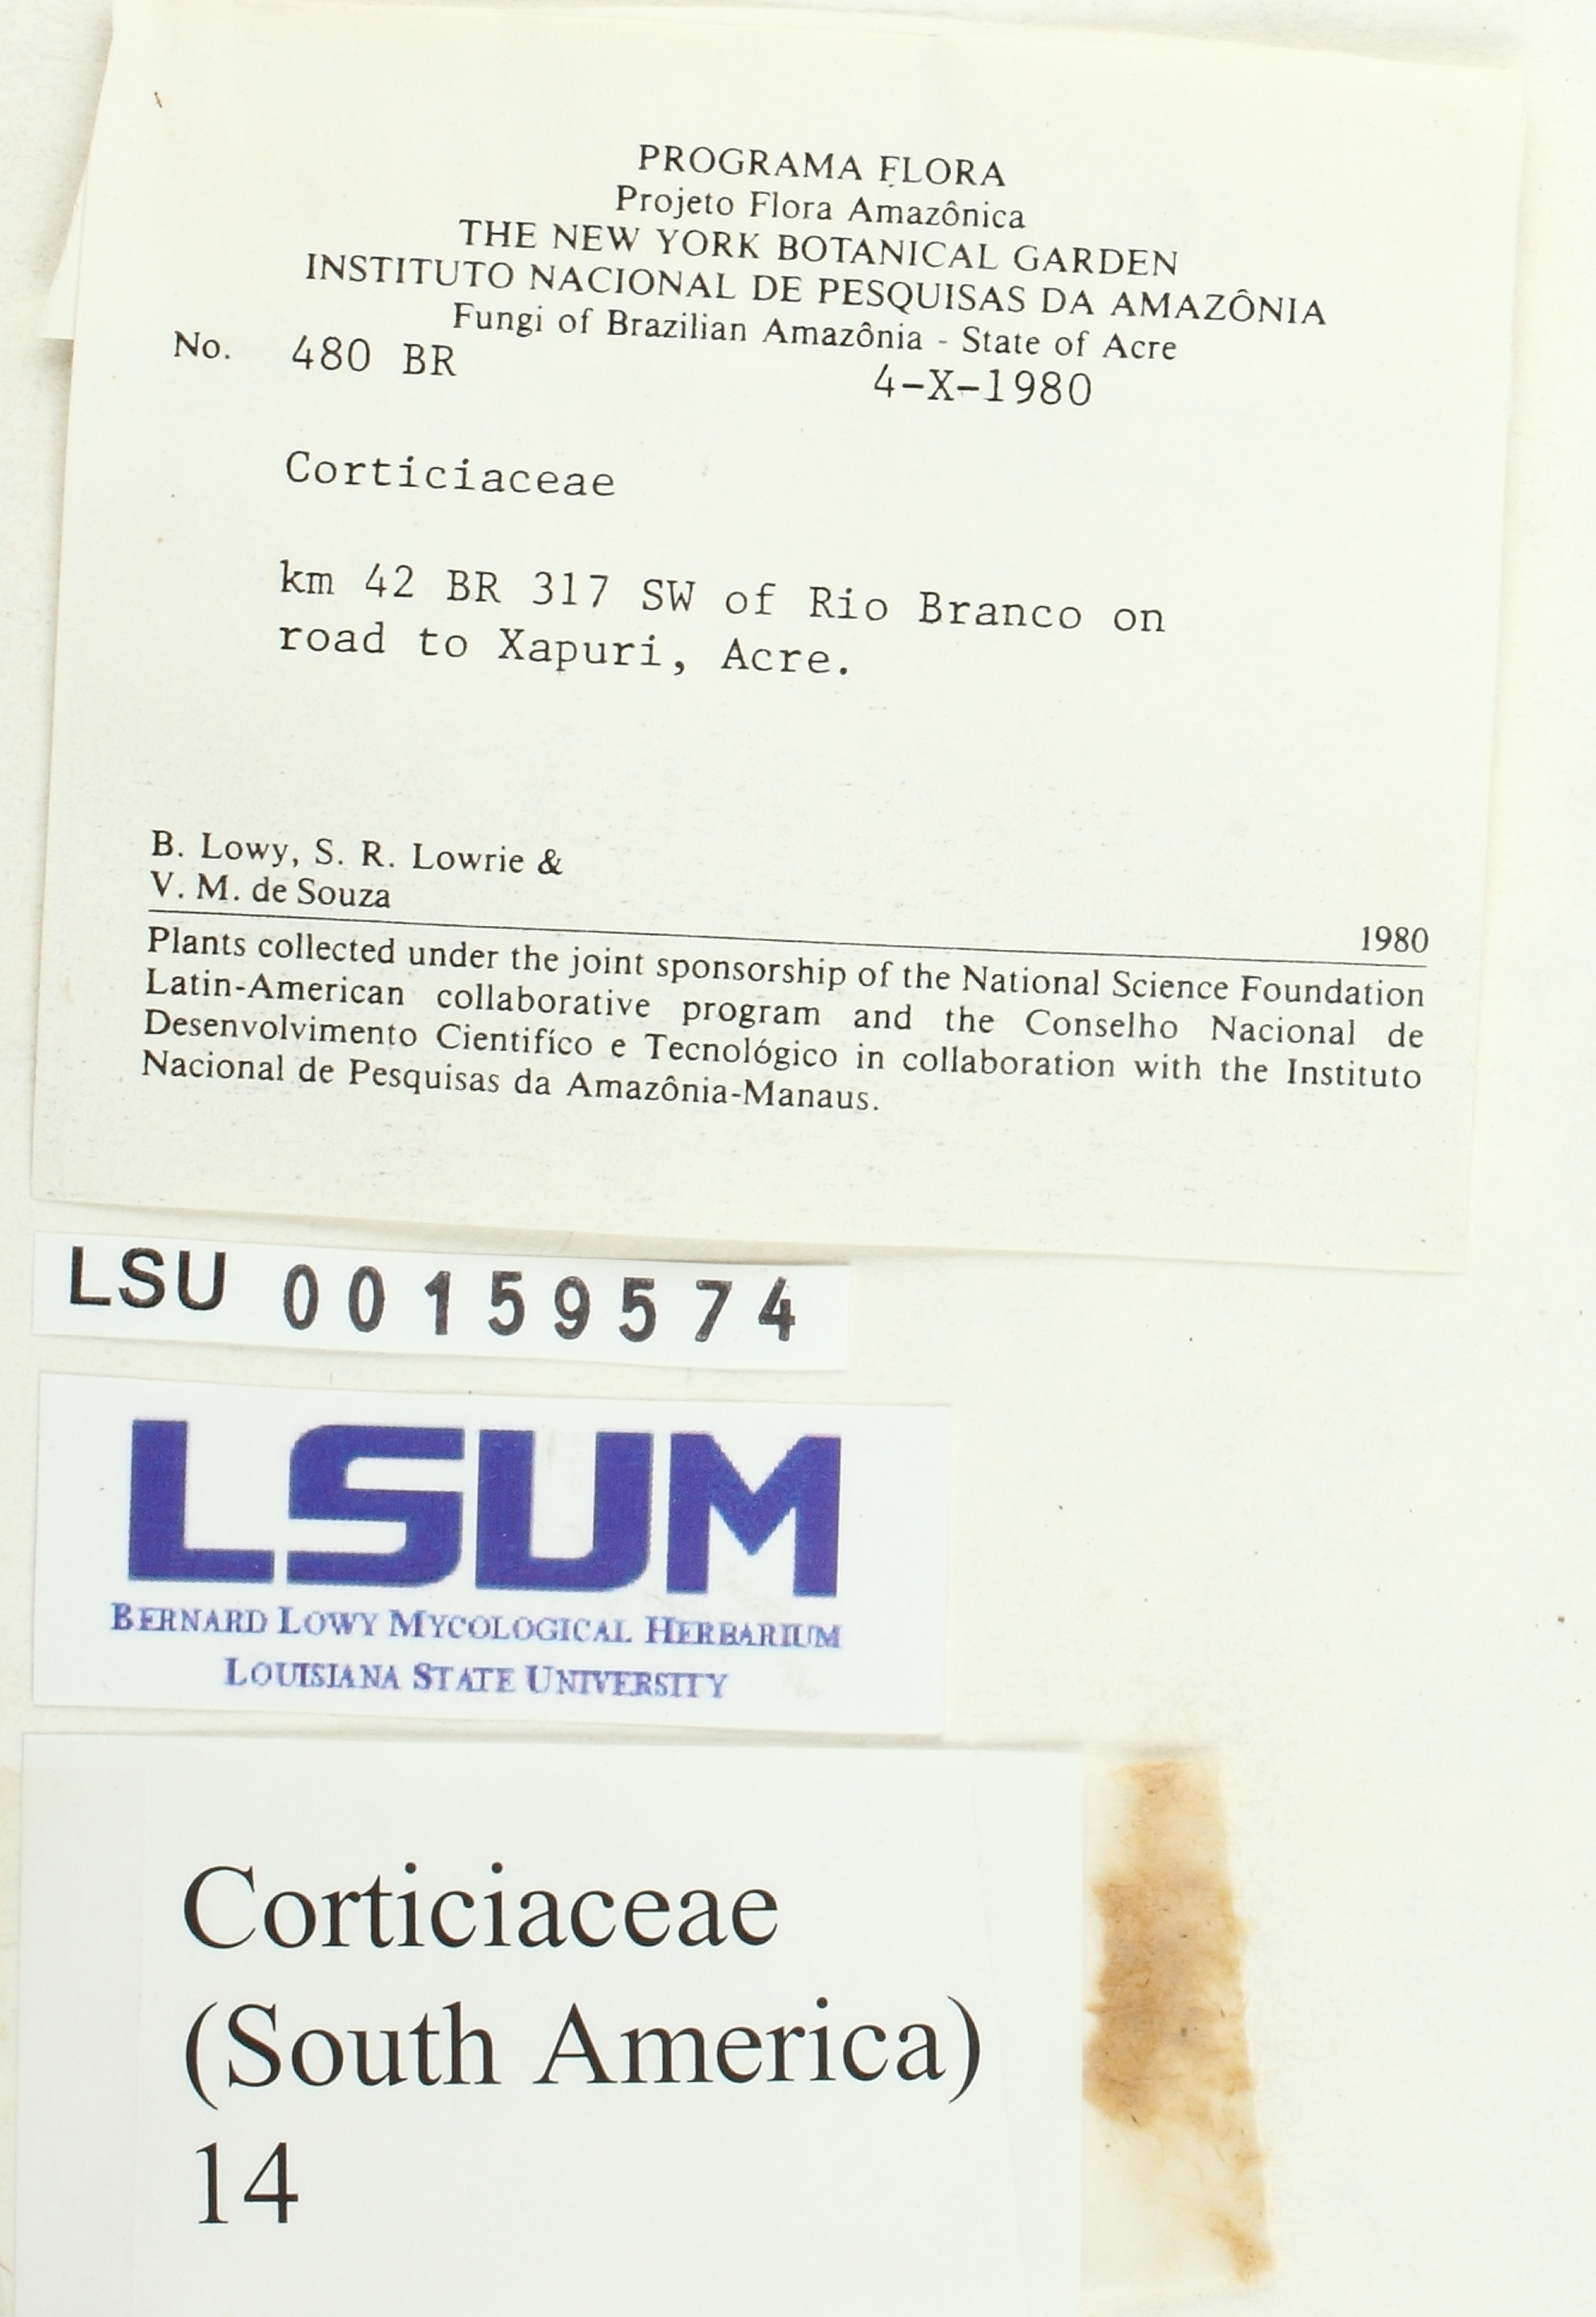 PROGRAMA FLORA
Projeto Flora Amazônica
THE NEW YORK BOTANICAL GARDEN
INSTITUTO NACIONAL DE PESQUISAS DA AMAZÔNIA
Fungi of Brazilian Amazônia - State of Acre
No. 480 BR 4-X-1980
Corticiaceae
km 42 BR 317 SW of Rio Branco on
road to Xapuri, Acre.
B. Lowy, S. R. Lowrie &
V. M. de Souza 1980
Plants collected under the joint sponsorship of the National Science Foundation
Latin-American collaborative program and the Conselho Nacional de
Desenvolvimento Cientifíco e Tecnológico in collaboration with the Instituto
Nacional de Pesquisas da Amazônia-Manaus.
LSU 00159574
LSUM
BERNARD LOWY MYCOLOGICAL HERBARIUM
LOUISIANA STATE UNIVERSITY
Corticiaceae
(South America)
14